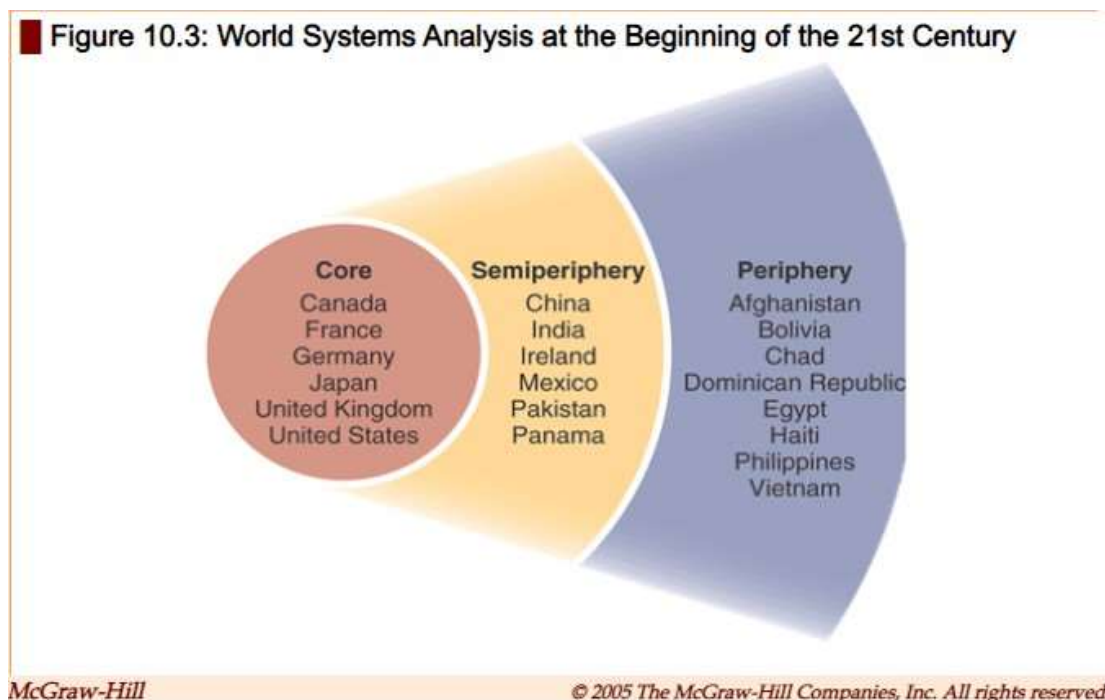 Figure 10.3: World Systems Analysis at the Beginning of the 21st Century
Core
Canada
France
Germany
Japan
United Kingdom
United States
Semiperiphery
China
India
Ireland
Mexico
Pakistan
Panama
Periphery
Afghanistan
Bolivia
Chad
Dominican Republic
Egypt
Haiti
Philippines
Vietnam
McGraw-Hill
© 2005 The McGraw-Hill Companies, Inc. All rights reserved